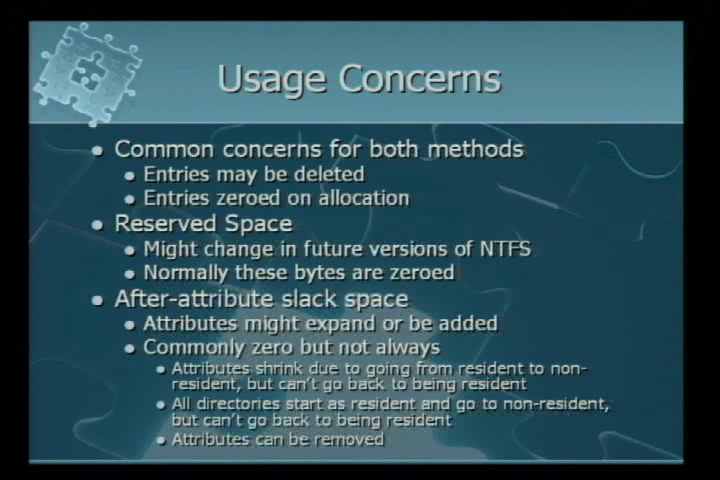 Usage Concerns
Common concerns for both methods
Entries may be deleted
Entries zeroed on allocation
Reserved Space
Might change in future versions of NTFS
Normally these bytes are zeroed
After-attribute slack space
Attributes might expand or be added
Commonly zero but not always
Attributes shrink due to going from resident to non-
resident, but can't go back to being resident
All directories start as resident and go to non-resident,
but can't go back to being resident
Attributes can be removed